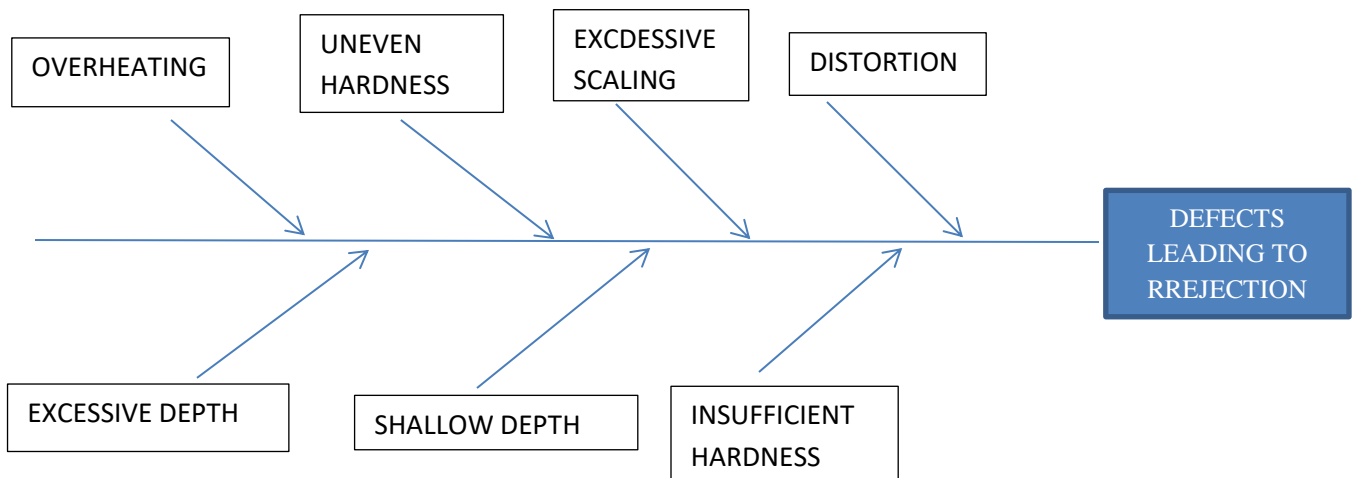 OVERHEATING
UNEVEN
HARDNESS
EXCDESSIVE
SCALING
DISTORTION
DEFECTS
LEADING TO
RREJECTION
EXCESSIVE DEPTH
SHALLOW DEPTH
INSUFFICIENT
HARDNESS